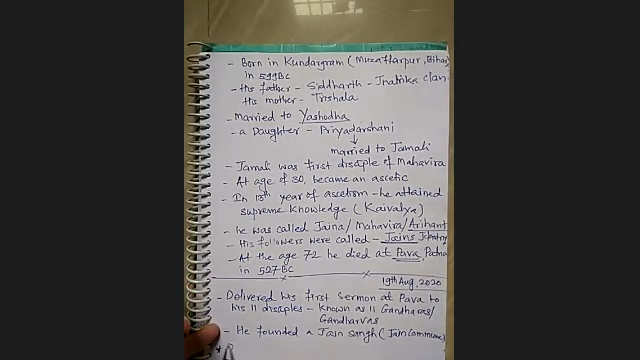 - Born in Kundargram (Muzaffarpur, Bihar)
in 599BC
- His father - Siddharth - Jnatrika clan
His mother - Trishala
- Married to Yashodha
- a Daughter - Priyadarshani
↓
married to Jamali
- Jamali was first disciple of Mahavira
- At age of 30, became an ascetic
- In 13th year of ascetism - he attained
supreme Knowledge (Kaivalya)
- he was called Jaina/Mahavira/Arihant
- His followers were called - Jains
- At the age 72 he died at Pava, Patna
in 527BC
19th Aug, 2020
- Delivered his first Sermon at Pava to
his 11 disciples - Known as 11 Gandharas/
Gandharvas
- He founded a Jain Sangh (Jain Commune)